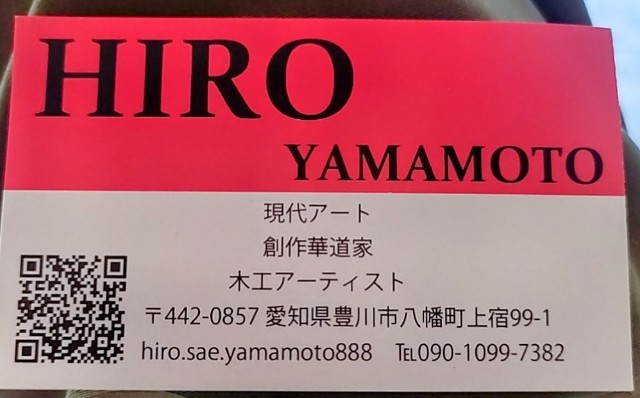 HIRO
YAMAMOTO
現代アート
創作華道家
木工アーティスト
〒442-0857 愛知県豊川市八幡町上宿99-1
hiro.sae.yamamoto888 ℡090-1099-7382